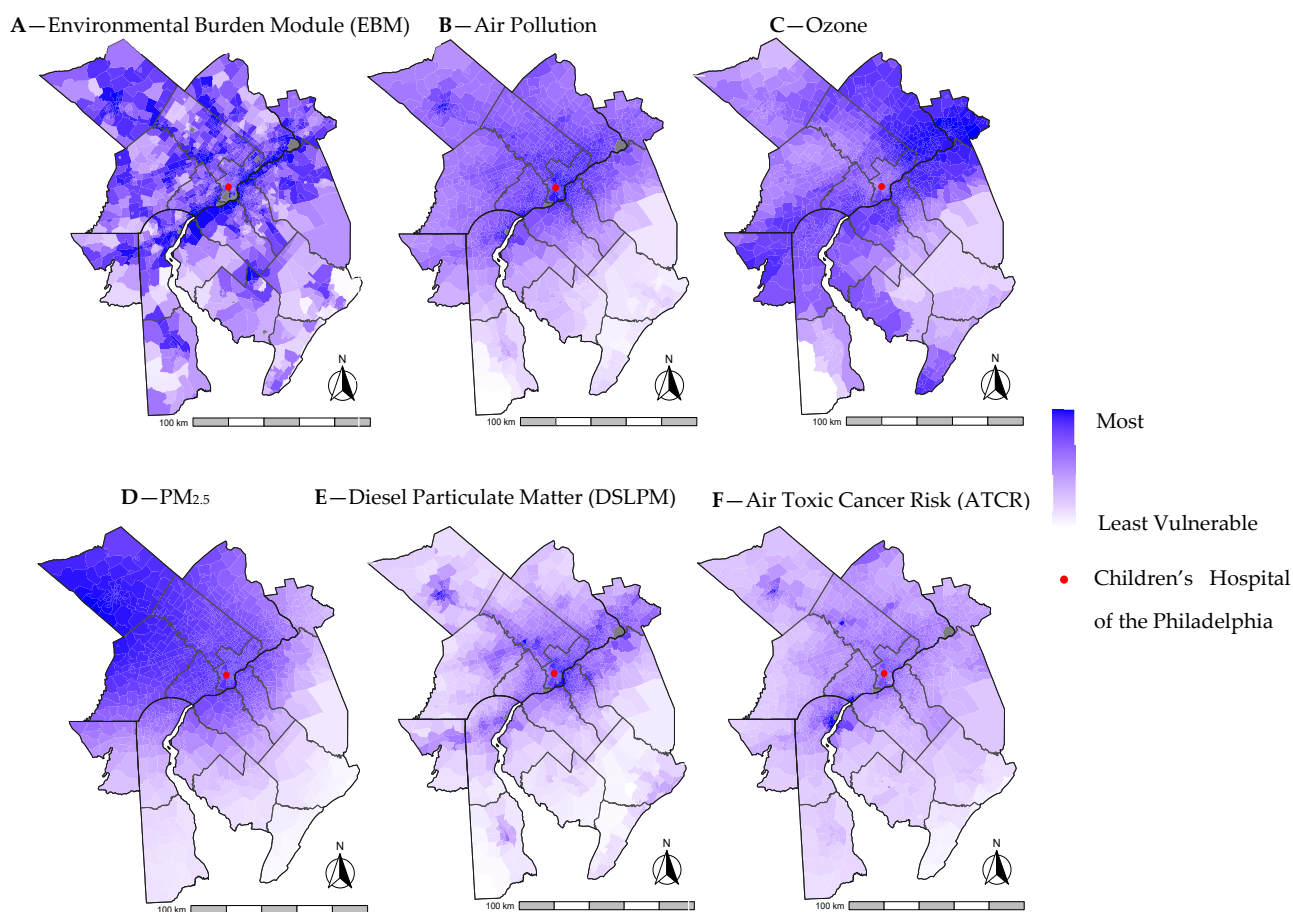 A—Environmental Burden Module (EBM)
B—Air Pollution
C—Ozone
N
100 km
N
100 km
N
100 km
Most
Least Vulnerable
Children's Hospital
of the Philadelphia
D—PM2.5
E—Diesel Particulate Matter (DSLPM)
F—Air Toxic Cancer Risk (ATCR)
N
100 km
N
100 km
N
100 km